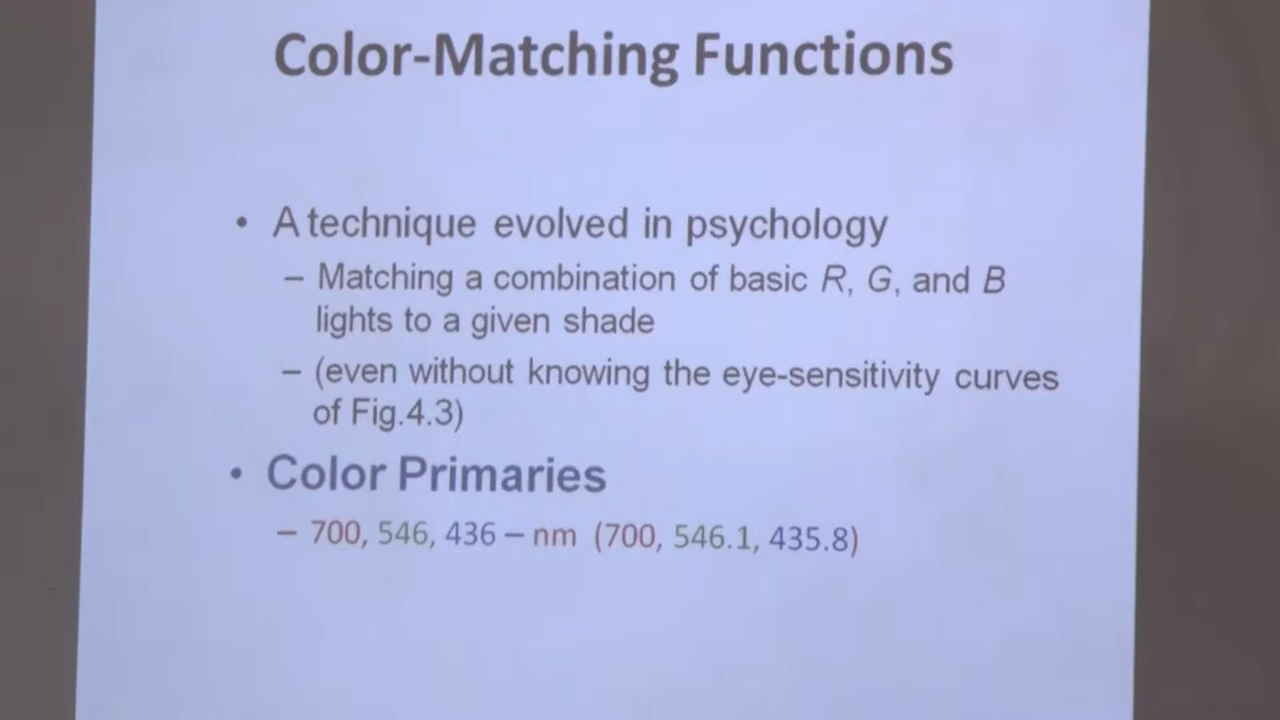 Color-Matching Functions
• A technique evolved in psychology
– Matching a combination of basic R, G, and B
lights to a given shade
– (even without knowing the eye-sensitivity curves
of Fig.4.3)
• Color Primaries
– 700, 546, 436 – nm (700, 546.1, 435.8)